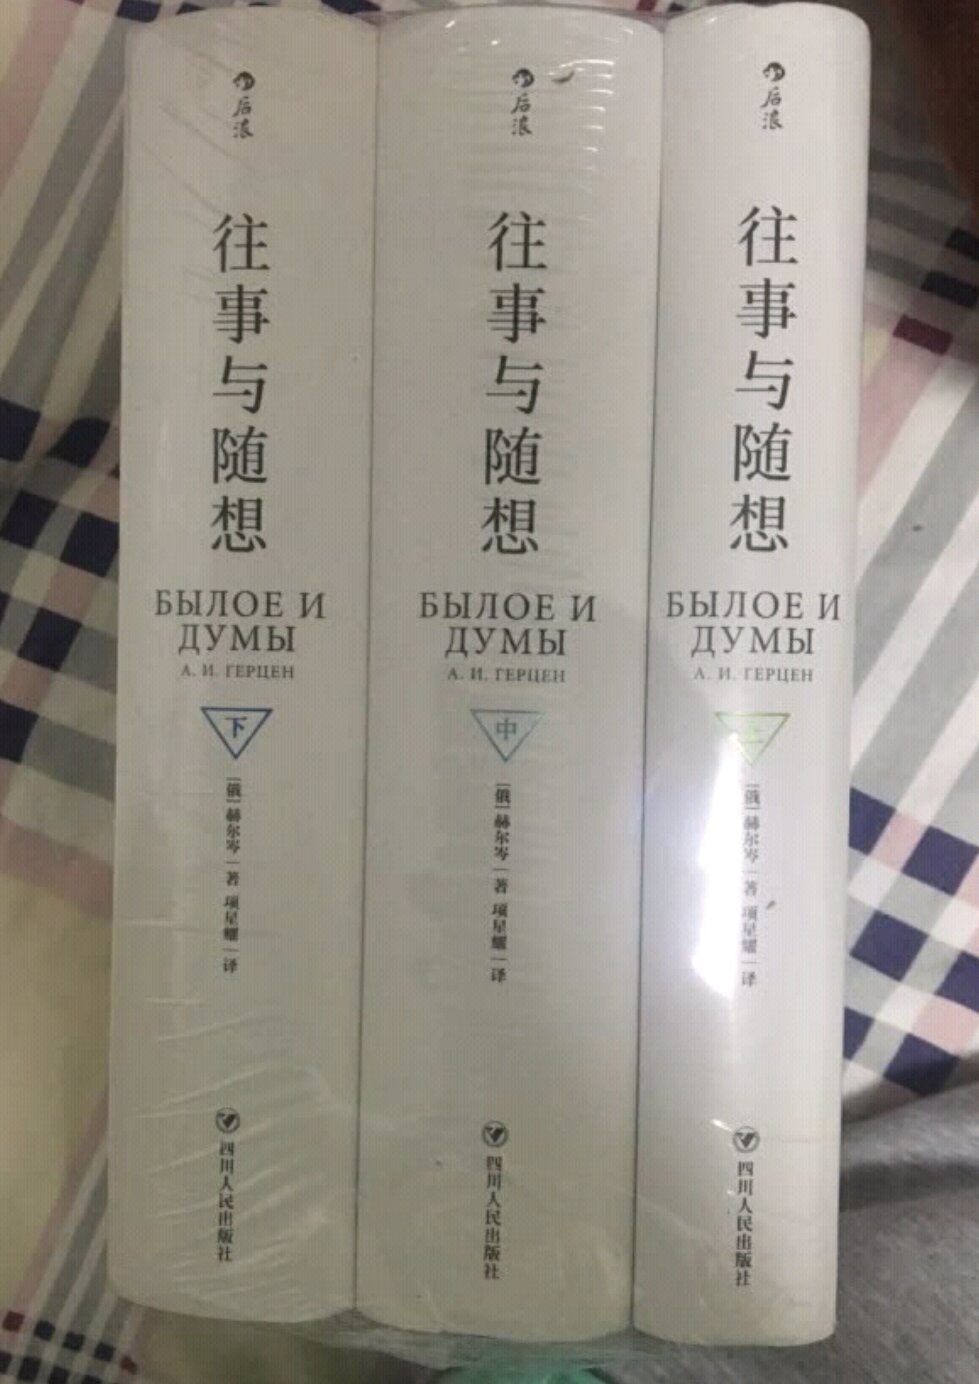 后浪
往事与随想
БЫЛОЕ И
ДУМЫ
А. И. ГЕРЦЕН
下
[俄]赫尔岑|著 项星耀|译
四川人民出版社
后浪
往事与随想
БЫЛОЕ И
ДУМЫ
А. И. ГЕРЦЕН
中
[俄]赫尔岑|著 项星耀|译
四川人民出版社
后浪
往事与随想
БЫЛОЕ И
ДУМЫ
А. И. ГЕРЦЕН
上
[俄]赫尔岑|著 项星耀|译
四川人民出版社